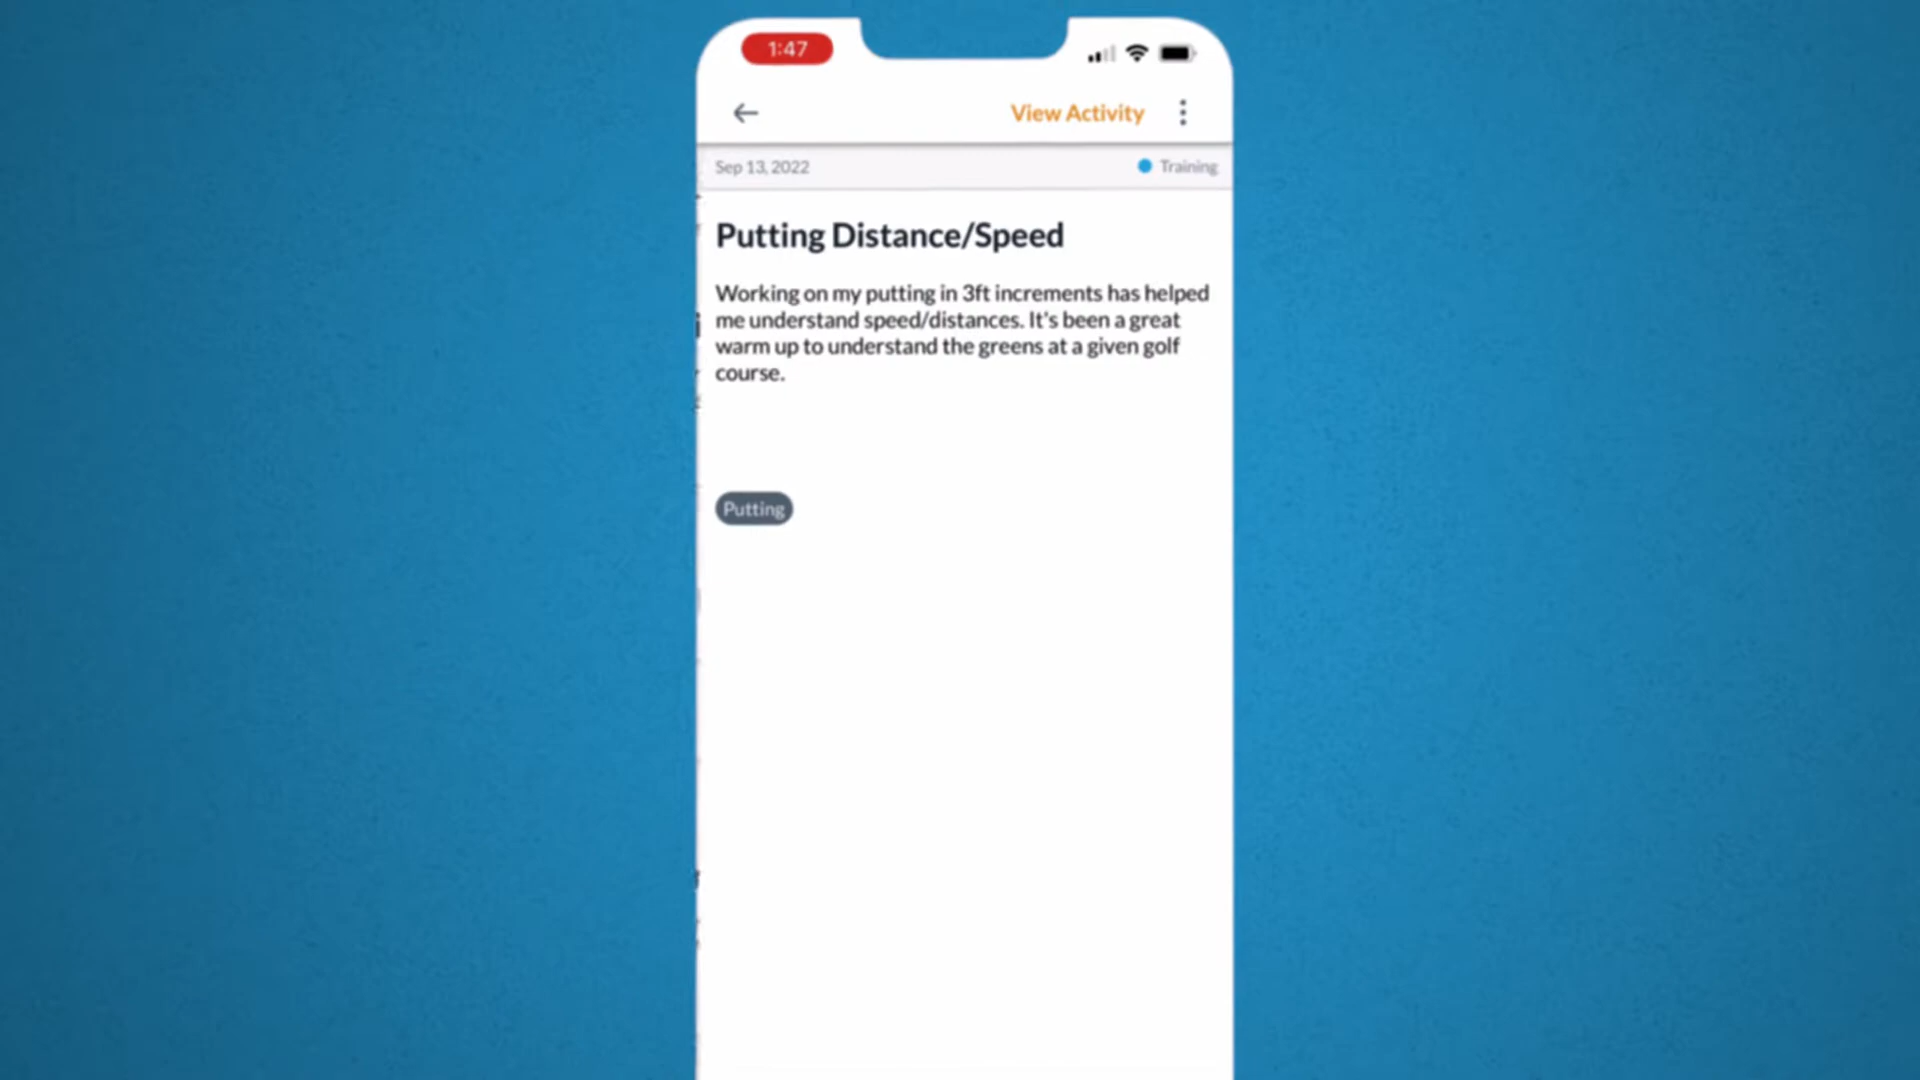 1:47
View Activity
Sep 13, 2022
Training
Putting Distance/Speed
Working on my putting in 3ft increments has helped
me understand speed/distances. It's been a great
warm up to understand the greens at a given golf
course.
Putting